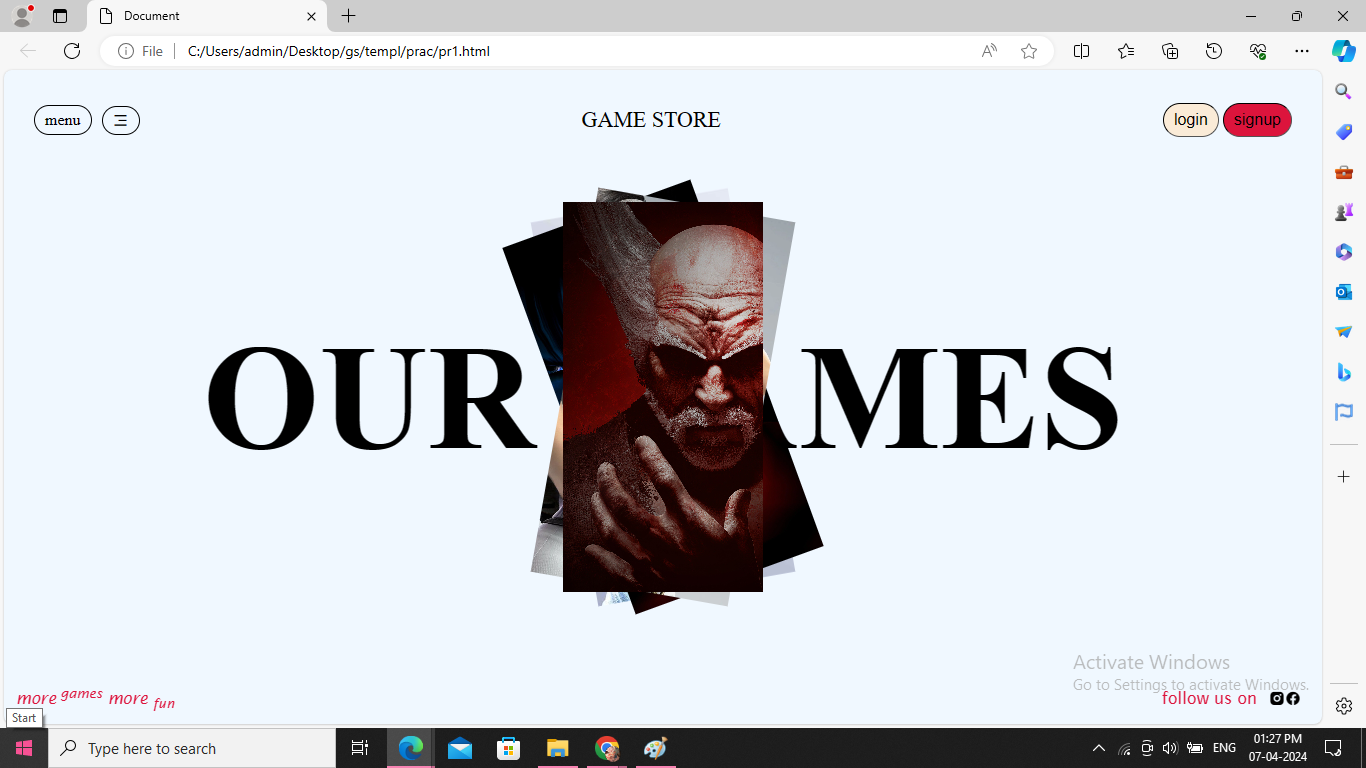 Document
File
C:/Users/admin/Desktop/gs/templ/prac/pr1.html
menu
GAME STORE
login
signup
OUR
AMES
Activate Windows
Go to Settings to activate Windows.
more games more fun
follow us on
Start
Type here to search
ENG
01:27 PM
07-04-2024